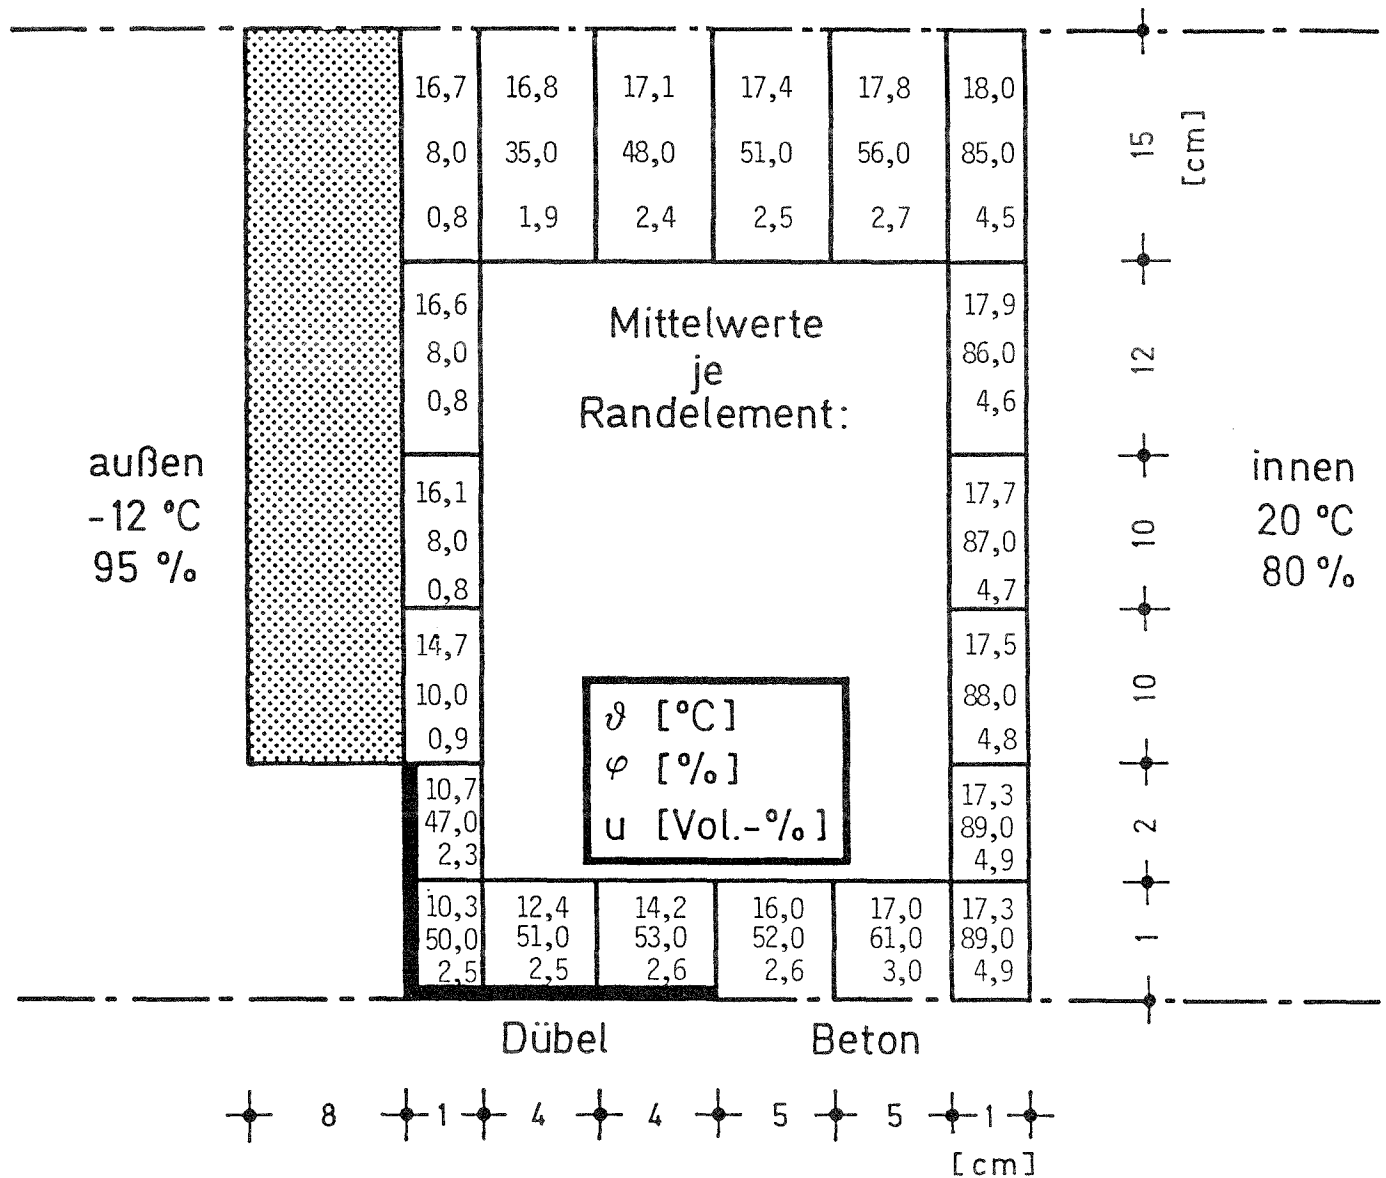 16,7 16,8 17,1 17,4 17,8 18,0
8,0 35,0 48,0 51,0 56,0 85,0
0,8 1,9 2,4 2,5 2,7 4,5
15
[cm]
16,6
8,0
0,8
Mittelwerte
je
Randelement:
17,9
86,0
4,6
12
außen
-12 °C
95 %
16,1
8,0
0,8
17,7
87,0
4,7
10
innen
20 °C
80 %
14,7
10,0
0,9
ϑ [°C]
φ [%]
u [Vol.-%]
17,5
88,0
4,8
10
10,7
47,0
2,3
17,3
89,0
4,9
2
10,3 12,4 14,2 16,0 17,0 17,3
50,0 51,0 53,0 52,0 61,0 89,0
2,5 2,5 2,6 2,6 3,0 4,9
1
Dübel Beton
8 1 4 4 5 5 1
[cm]